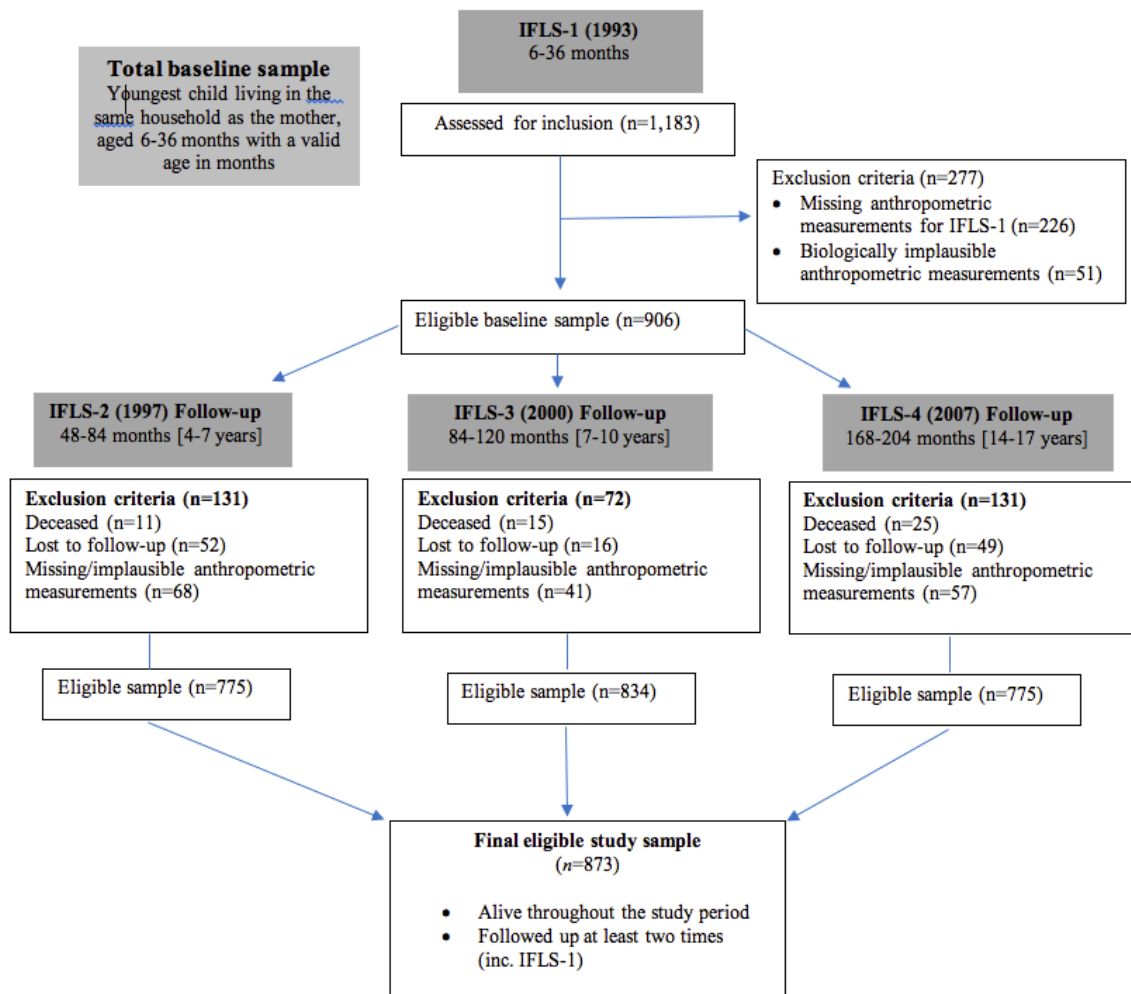 IFLS-1 (1993)
6-36 months
Total baseline sample
Youngest child living in the
same household as the mother,
aged 6-36 months with a valid
age in months
Assessed for inclusion (n=1,183)
Exclusion criteria (n=277)
• Missing anthropometric
measurements for IFLS-1 (n=226)
• Biologically implausible
anthropometric measurements (n=51)
Eligible baseline sample (n=906)
IFLS-2 (1997) Follow-up
48-84 months [4-7 years]
IFLS-3 (2000) Follow-up
84-120 months [7-10 years]
IFLS-4 (2007) Follow-up
168-204 months [14-17 years]
Exclusion criteria (n=131)
Deceased (n=11)
Lost to follow-up (n=52)
Missing/implausible anthropometric
measurements (n=68)
Exclusion criteria (n=72)
Deceased (n=15)
Lost to follow-up (n=16)
Missing/implausible anthropometric
measurements (n=41)
Exclusion criteria (n=131)
Deceased (n=25)
Lost to follow-up (n=49)
Missing/implausible anthropometric
measurements (n=57)
Eligible sample (n=775)
Eligible sample (n=834)
Eligible sample (n=775)
Final eligible study sample
(n=873)
• Alive throughout the study period
• Followed up at least two times
(inc. IFLS-1)